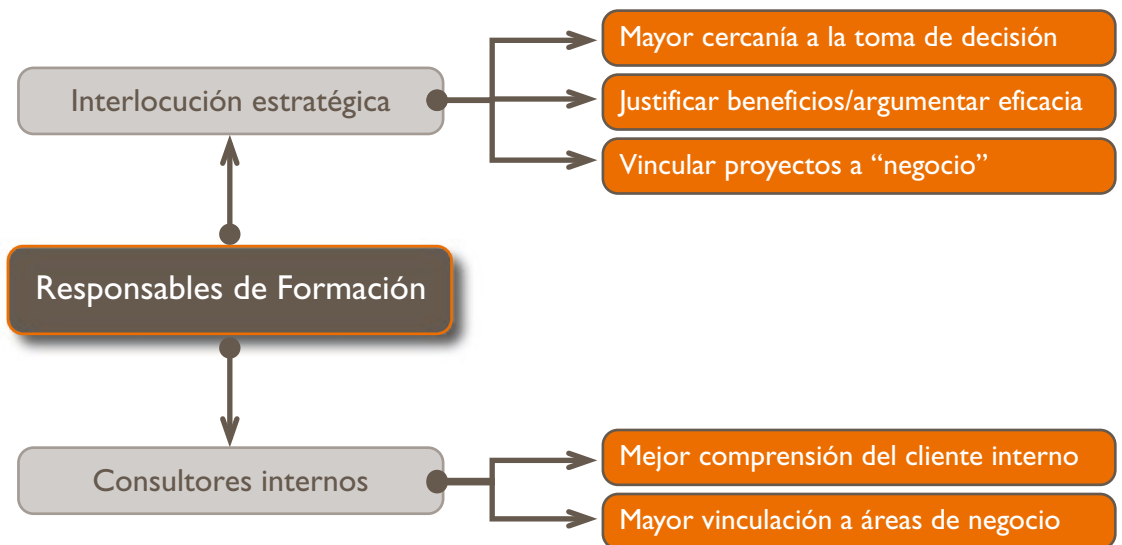 Mayor cercanía a la toma de decisión
Interlocución estratégica
Justificar beneficios/argumentar eficacia
Vincular proyectos a “negocio”
Responsables de Formación
Mejor comprensión del cliente interno
Consultores internos
Mayor vinculación a áreas de negocio